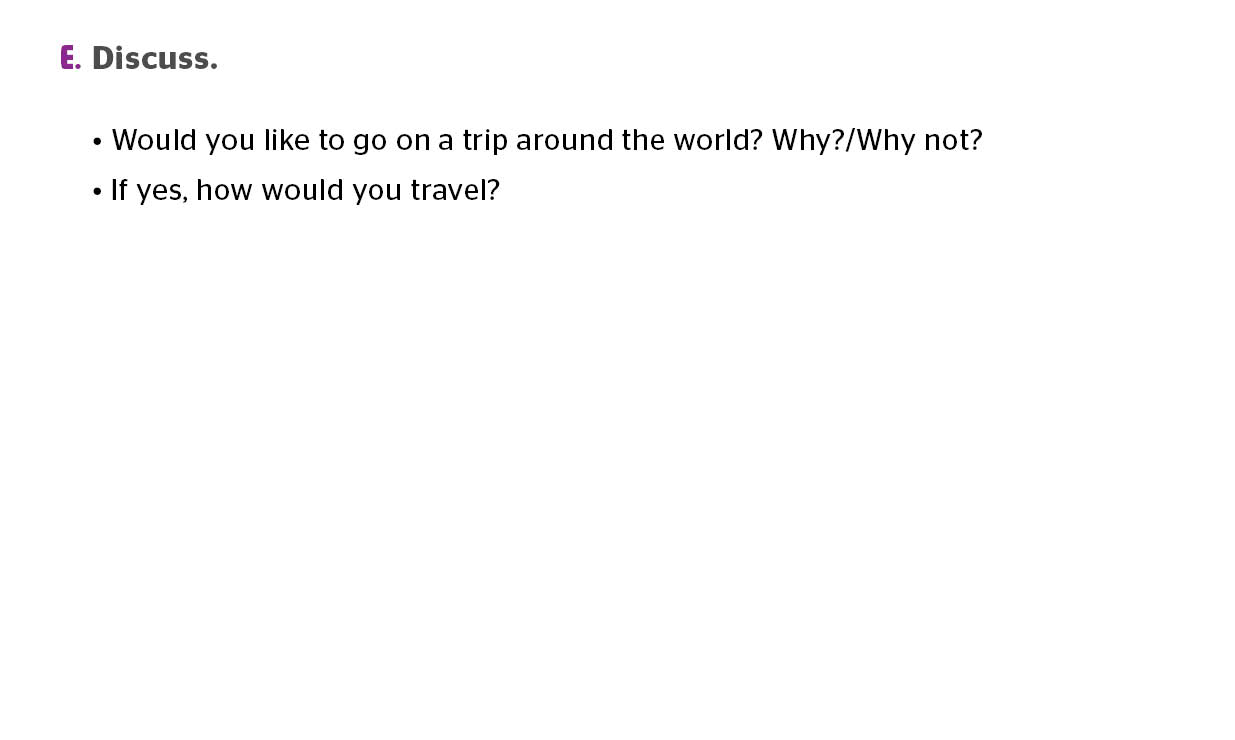 E. Discuss.
• Would you like to go on a trip around the world? Why?/Why not?
• If yes, how would you travel?